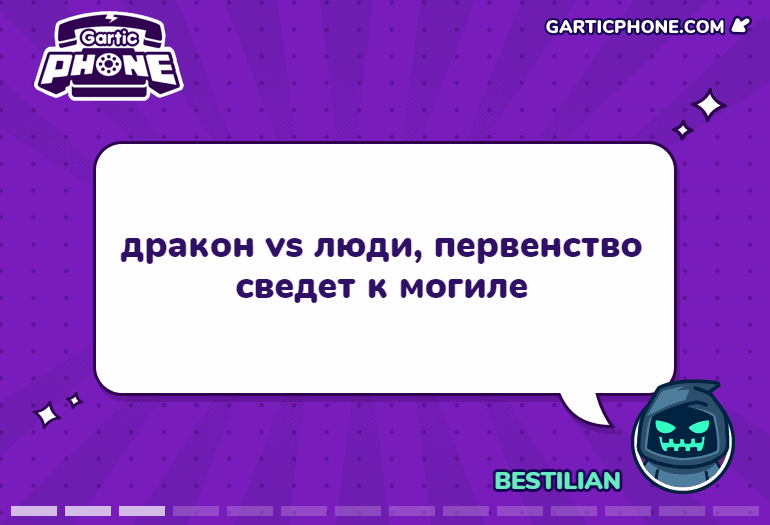 Gartic
PHONE
GARTICPHONE.COM
дракон vs люди, первенство
сведет к могиле
BESTILIAN